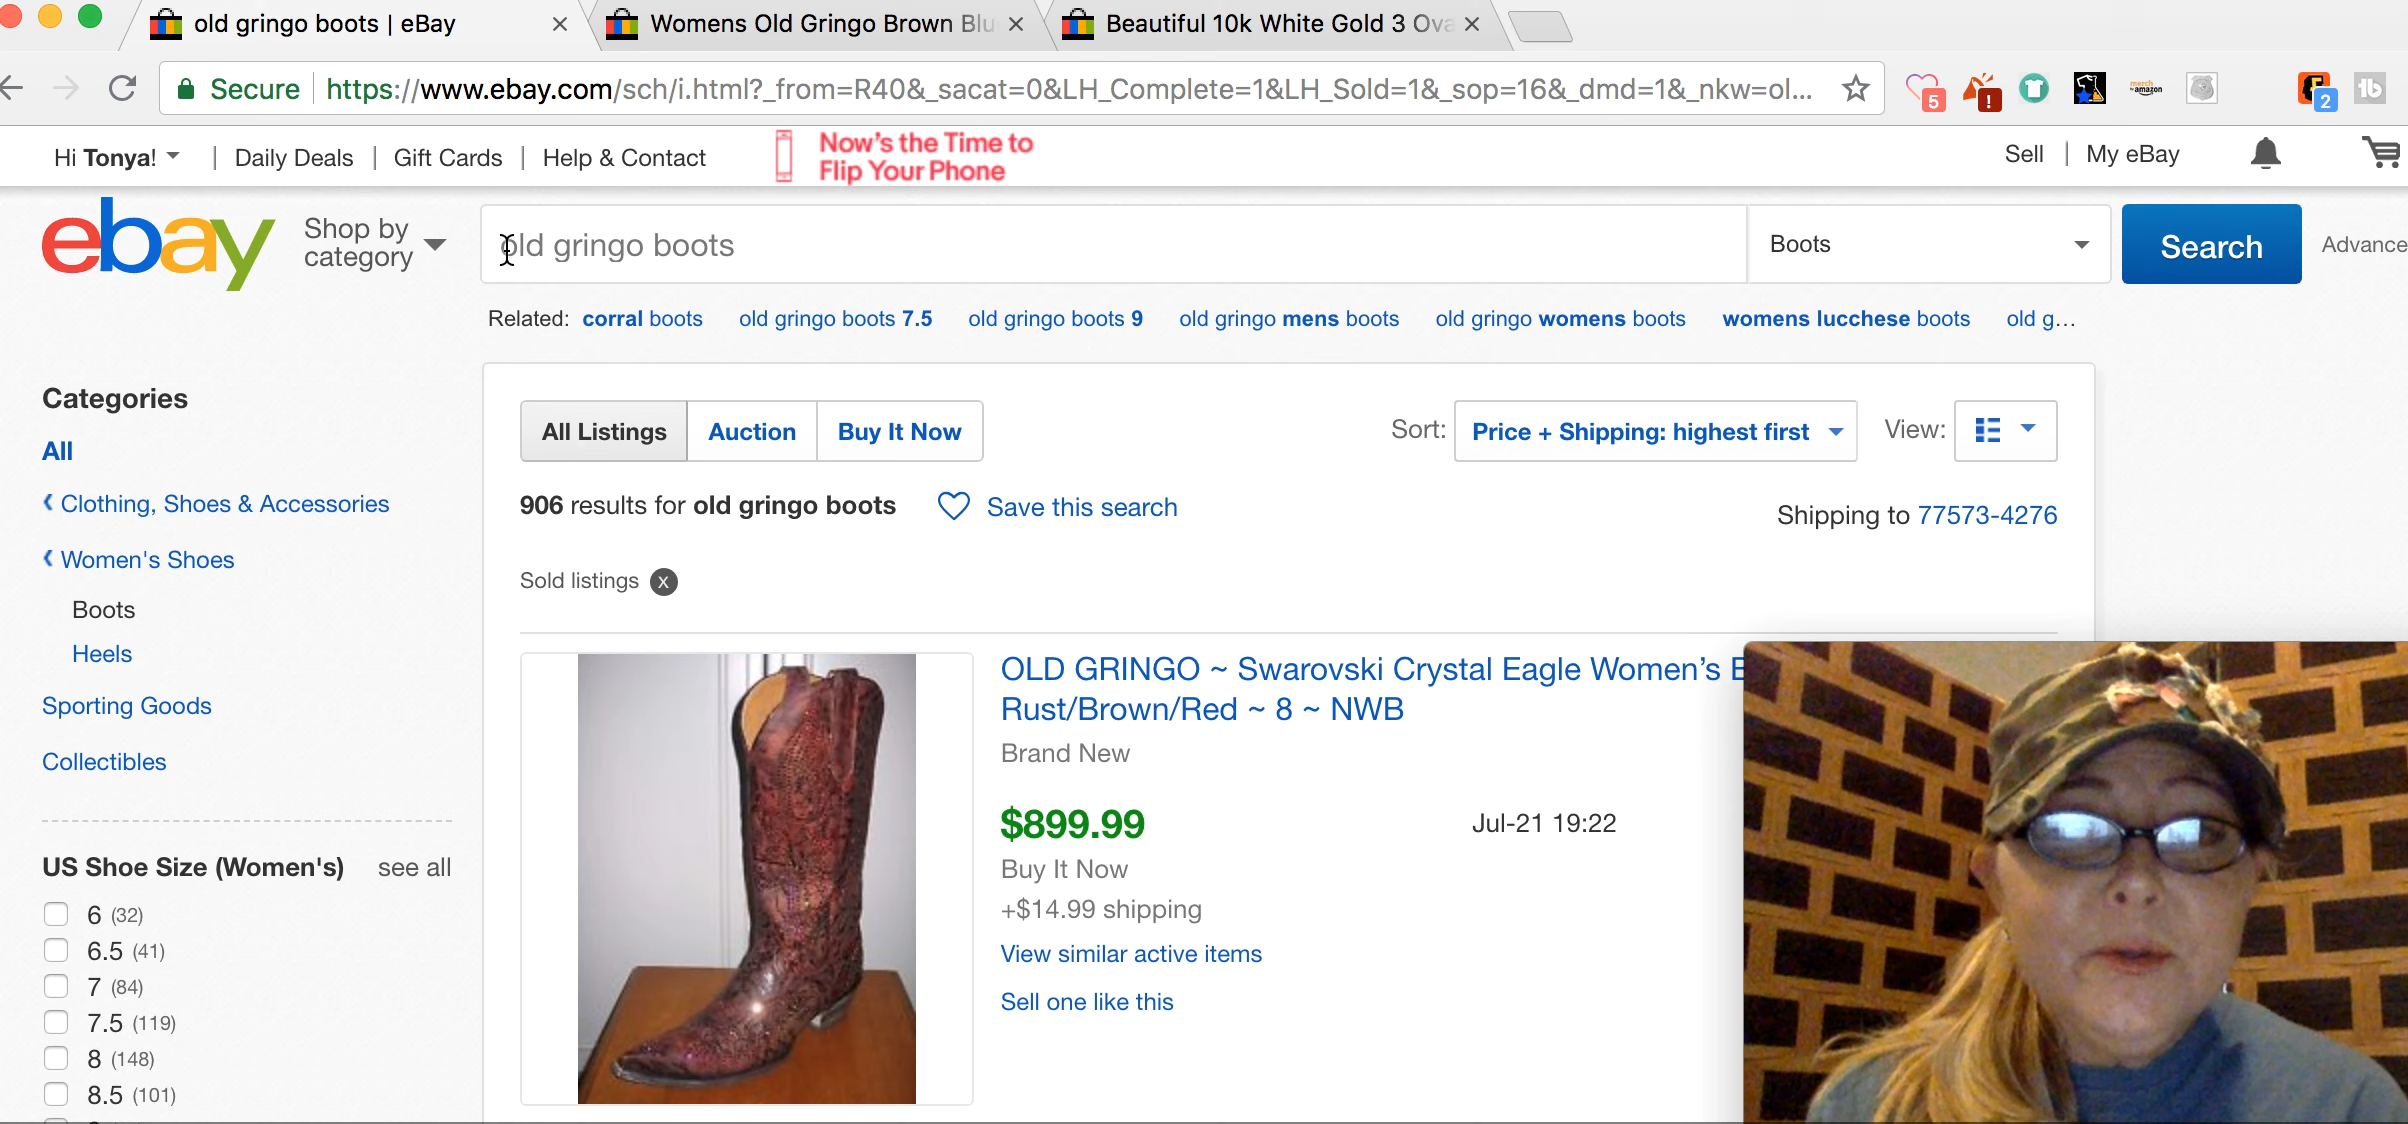 old gringo boots | eBay
Womens Old Gringo Brown Blu
Beautiful 10k White Gold 3 Ova
Secure
https://www.ebay.com/sch/i.html?_from=R40&_sacat=0&LH_Complete=1&LH_Sold=1&_sop=16&_dmd=1&_nkw=ol...
5
!
merch by amazon
2
tb
Hi Tonya! | Daily Deals | Gift Cards | Help & Contact
Now's the Time to
Flip Your Phone
Sell | My eBay
ebay
Shop by
category
old gringo boots
Boots
Search
Advance
Related: corral boots old gringo boots 7.5 old gringo boots 9 old gringo mens boots old gringo womens boots womens lucchese boots old g...
Categories
All
Clothing, Shoes & Accessories
Women's Shoes
Boots
Heels
Sporting Goods
Collectibles
US Shoe Size (Women's) see all
6 (32)
6.5 (41)
7 (84)
7.5 (119)
8 (148)
8.5 (101)
All Listings
Auction
Buy It Now
Sort: Price + Shipping: highest first
View:
906 results for old gringo boots
Save this search
Shipping to 77573-4276
Sold listings x
OLD GRINGO ~ Swarovski Crystal Eagle Women's B
Rust/Brown/Red ~ 8 ~ NWB
Brand New
$899.99
Jul-21 19:22
Buy It Now
+$14.99 shipping
View similar active items
Sell one like this